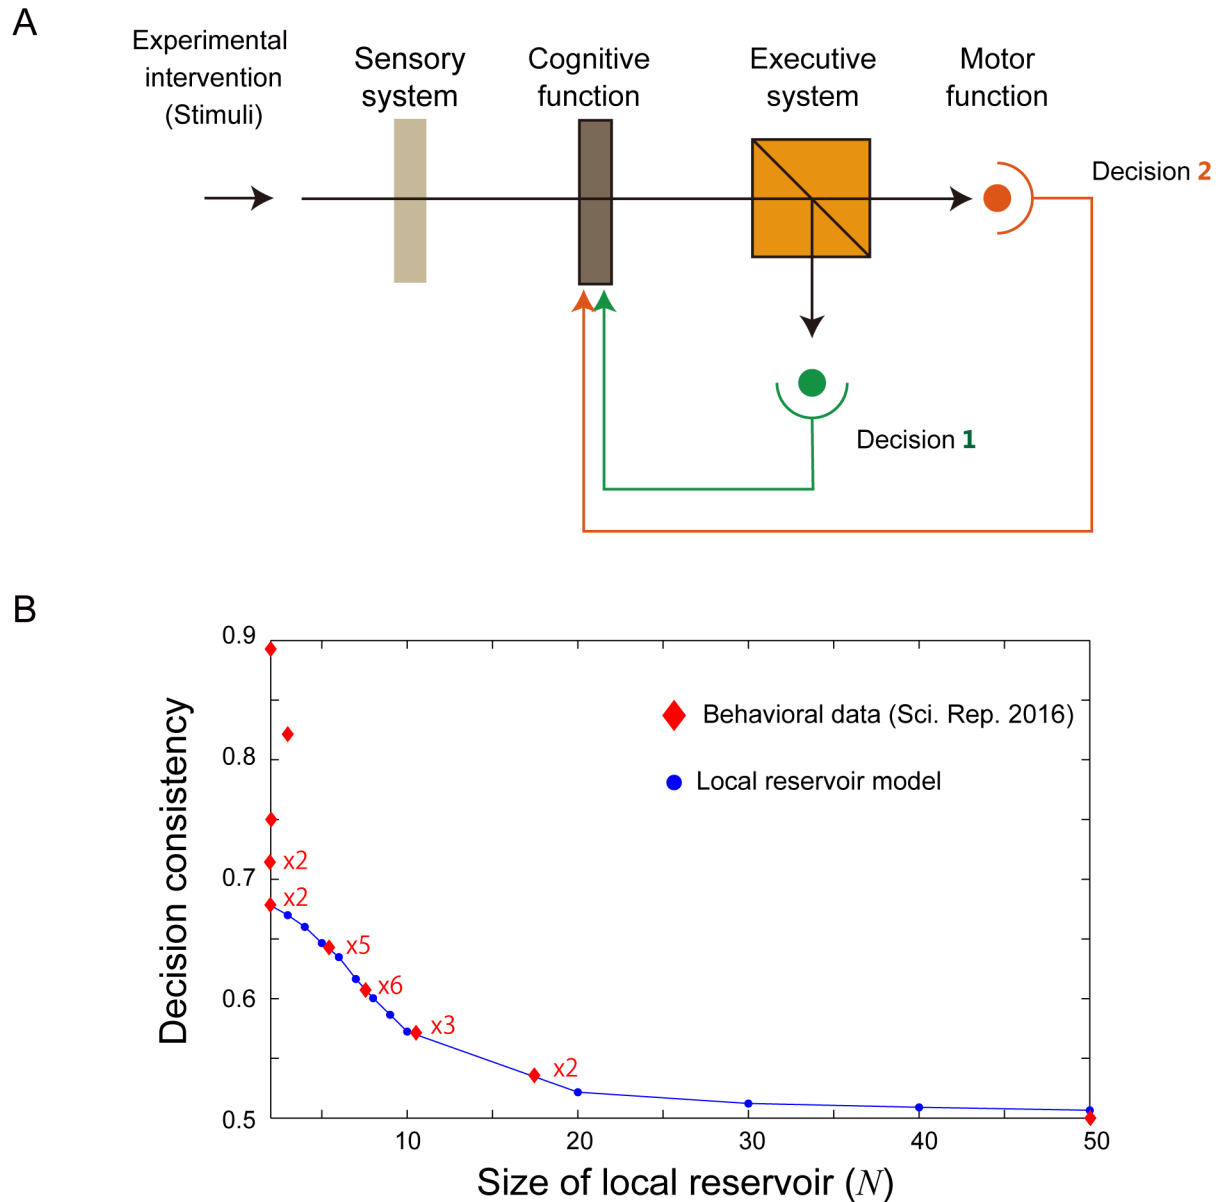 A
Experimental
intervention
(Stimuli)
Sensory
system
Cognitive
function
Executive
system
Motor
function
Decision 2
Decision 1
B
Decision consistency
0.9
0.8
0.7
0.6
0.5
Behavioral data (Sci. Rep. 2016)
Local reservoir model
x2
x2
x5
x6
x3
x2
10
20
30
40
50
Size of local reservoir (N)